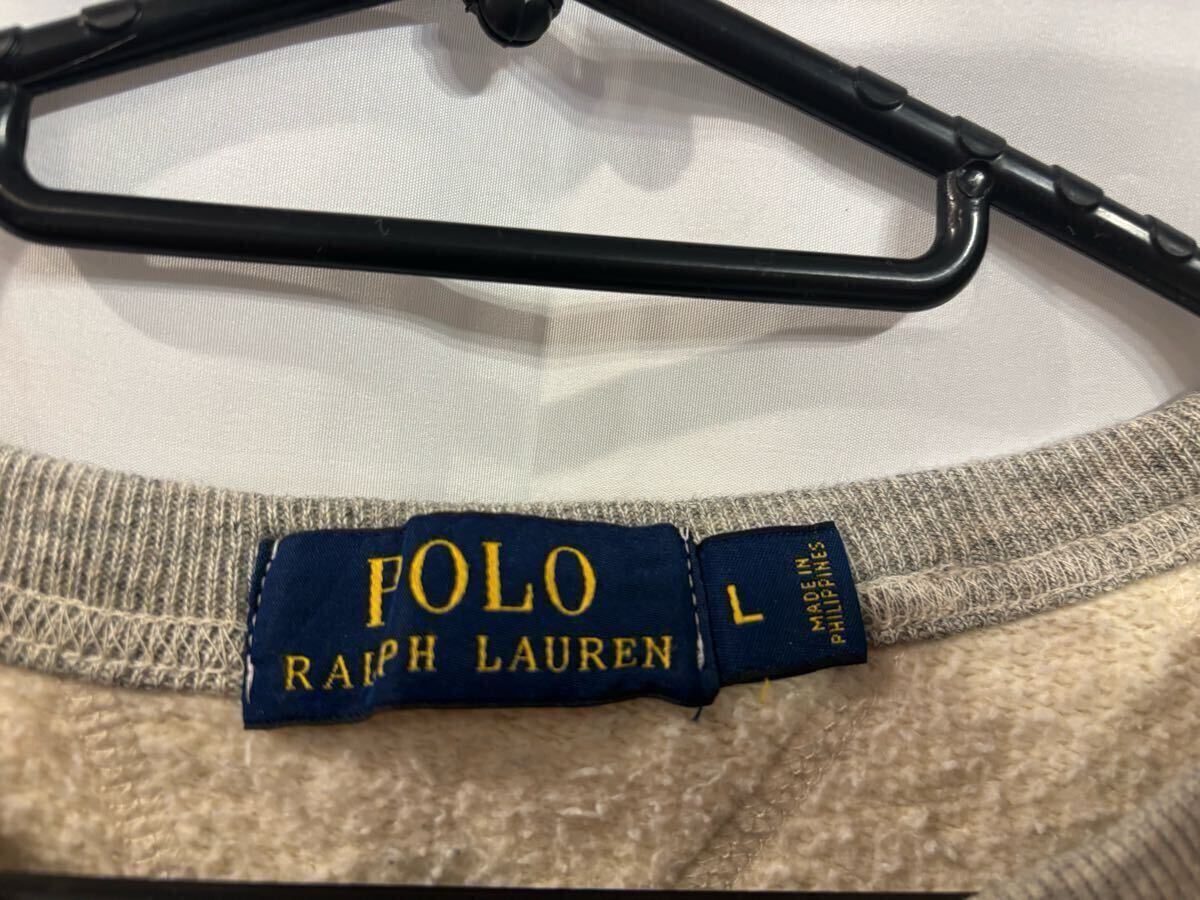 POLO
RALPH LAUREN
L
MADE IN
PHILIPPINES